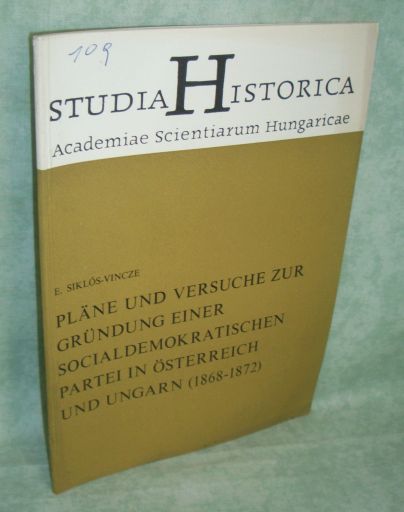 109
STUDIA HISTORICA
Academiae Scientiarum Hungaricae
E. SIKLÓS-VINCZE
PLÄNE UND VERSUCHE ZUR
GRÜNDUNG EINER
SOCIALDEMOKRATISCHEN
PARTEI IN ÖSTERREICH
UND UNGARN (1868-1872)